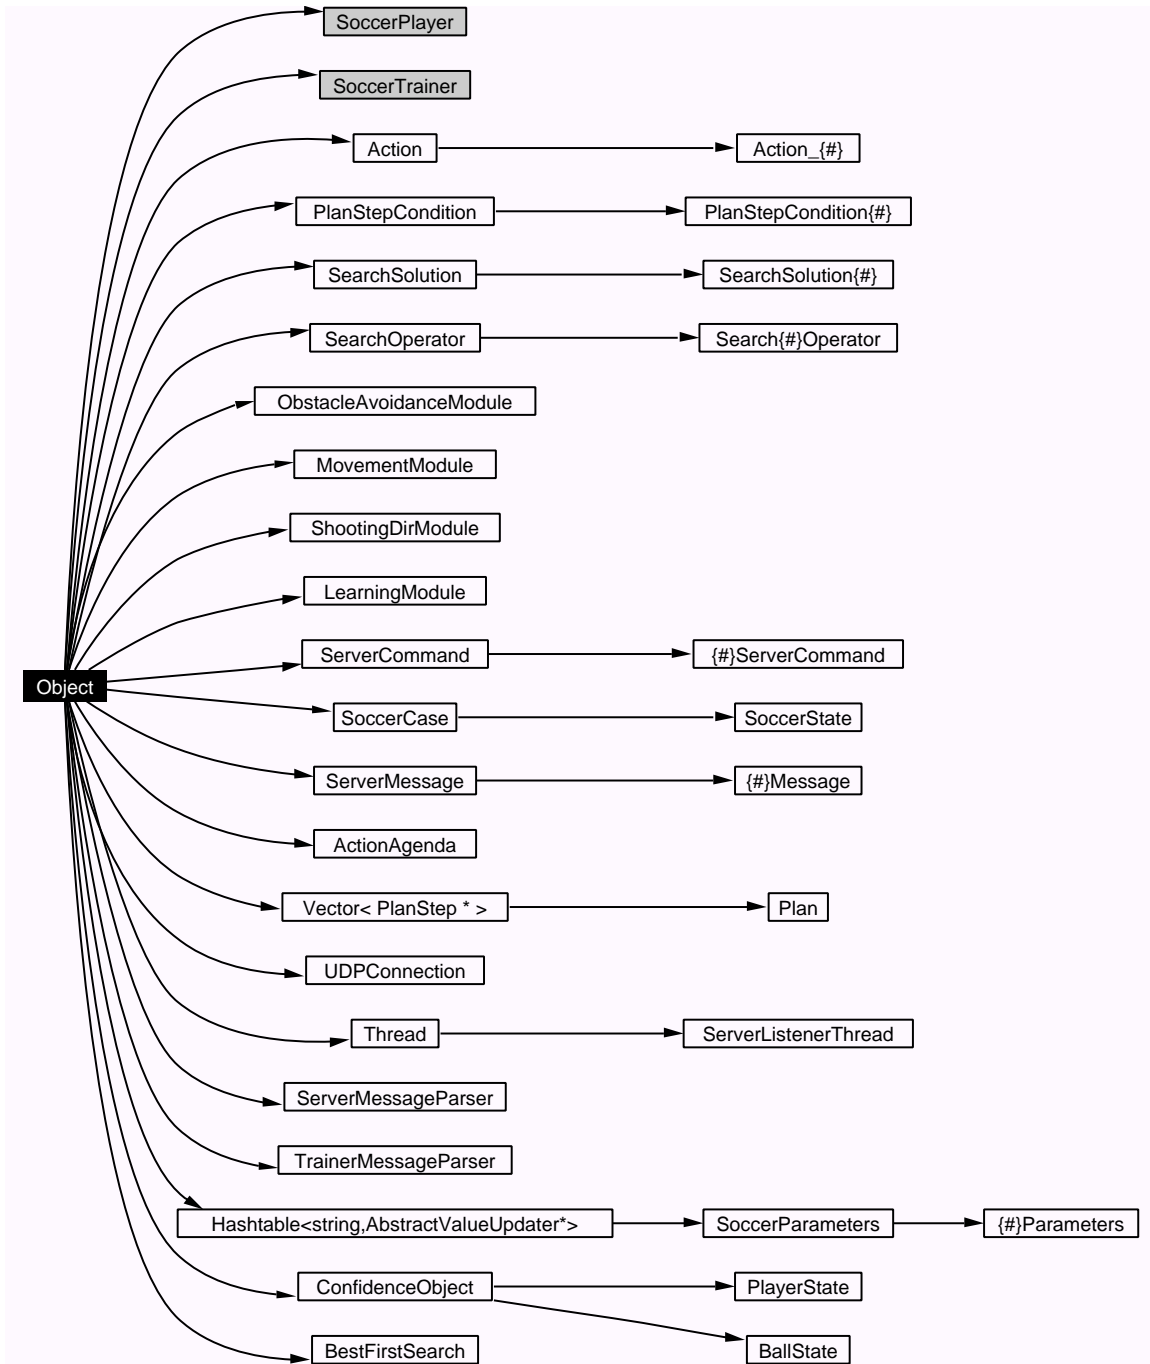 SoccerPlayer
SoccerTrainer
Action
Action_{#}
PlanStepCondition
PlanStepCondition{#}
SearchSolution
SearchSolution{#}
SearchOperator
Search{#}Operator
ObstacleAvoidanceModule
MovementModule
ShootingDirModule
LearningModule
ServerCommand
{#}ServerCommand
Object
SoccerCase
SoccerState
ServerMessage
{#}Message
ActionAgenda
Vector< PlanStep * >
Plan
UDPConnection
Thread
ServerListenerThread
ServerMessageParser
TrainerMessageParser
Hashtable<string,AbstractValueUpdater*>
SoccerParameters
{#}Parameters
ConfidenceObject
PlayerState
BestFirstSearch
BallState